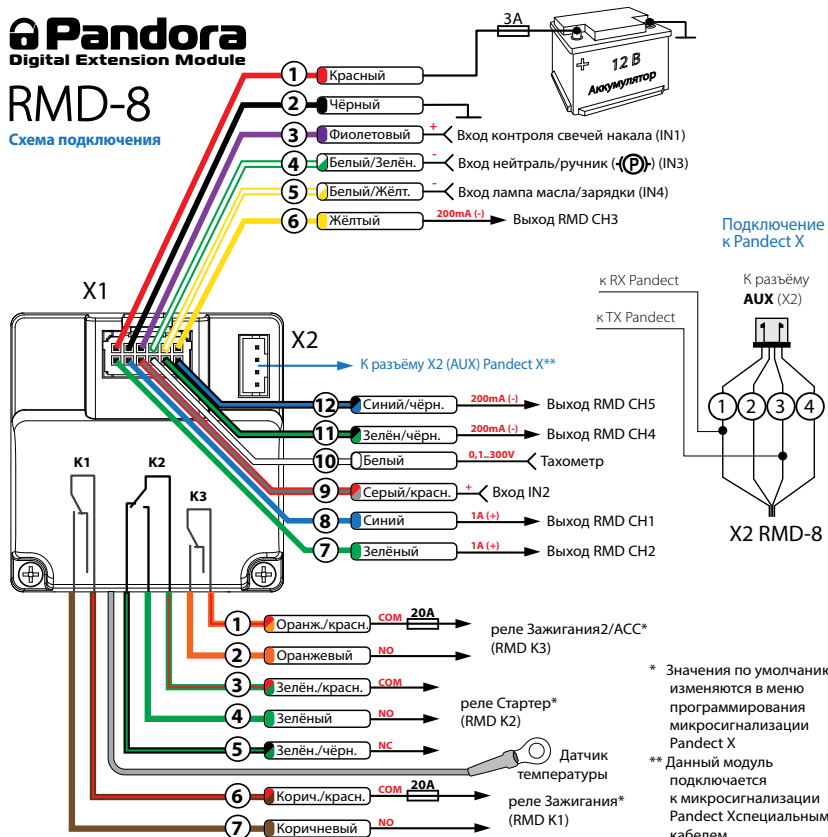 Pandora
Digital Extension Module
RMD-8
Схема подключения
3А
+ 12 В
Аккумулятор
1 Красный
2 Чёрный
3 Фиолетовый + Вход контроля свечей накала (IN1)
4 Белый/Зелён. - Вход нейтраль/ручник ((P)) (IN3)
5 Белый/Жёлт. - Вход лампа масла/зарядки (IN4)
6 Жёлтый 200mA (-) Выход RMD CH3
Подключение
к Pandect X
к RX Pandect
к TX Pandect
К разъёму
AUX (X2)
1 2 3 4
X2 RMD-8
X1
X2
К разъёму X2 (AUX) Pandect X**
12 Синий/чёрн. 200mA (-) Выход RMD CH5
11 Зелён/чёрн. 200mA (-) Выход RMD CH4
10 Белый 0,1..300V Тахометр
9 Серый/красн. + Вход IN2
8 Синий 1A (+) Выход RMD CH1
7 Зелёный 1A (+) Выход RMD CH2
K1
K2
K3
1 Оранж./красн. COM 20A
2 Оранжевый NO
реле Зажигания2/ACC*
(RMD K3)
3 Зелён./красн. COM
4 Зелёный NO
5 Зелён./чёрн. NC
реле Стартер*
(RMD K2)
Датчик
температуры
6 Корич./красн. COM 20A
7 Коричневый NO
реле Зажигания*
(RMD K1)
* Значения по умолчанию
изменяются в меню
программирования
микросигнализации
Pandect X
** Данный модуль
подключается
к микросигнализации
Pandect Xспециальным
кабелем